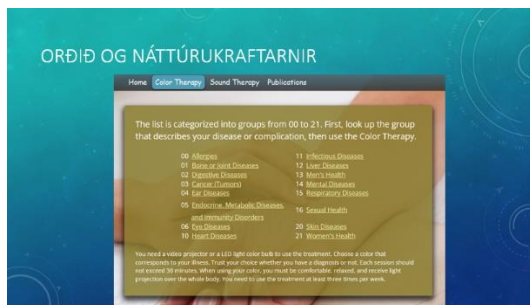 ORÐIÐ OG NÁTTÚRUKRAFTARNIR
Home Color Therapy Sound Therapy Publications
The list is categorized into groups from 00 to 21. First, look up the group
that describes your disease or complication, then use the Color Therapy.
00 Allergies
01 Bone or Joint Diseases
02 Digestive Diseases
03 Cancer (Tumors)
04 Ear Diseases
05 Endocrine, Metabolic Diseases,
and Immunity Disorders
06 Eye Diseases
10 Heart Diseases
11 Infectious Diseases
12 Liver Diseases
13 Men's Health
14 Mental Diseases
15 Respiratory Diseases
16 Sexual Health
20 Skin Diseases
21 Women's Health
You need a video projector or a LED light color bulb to use the treatment. Choose a color that
corresponds to your illness. Trust your choice whether you have a diagnosis or not. Each session should
not exceed 30 minutes. When using your color, you must be comfortable, relaxed, and receive light
projection over the whole body. You need to use the treatment at least three times per week.